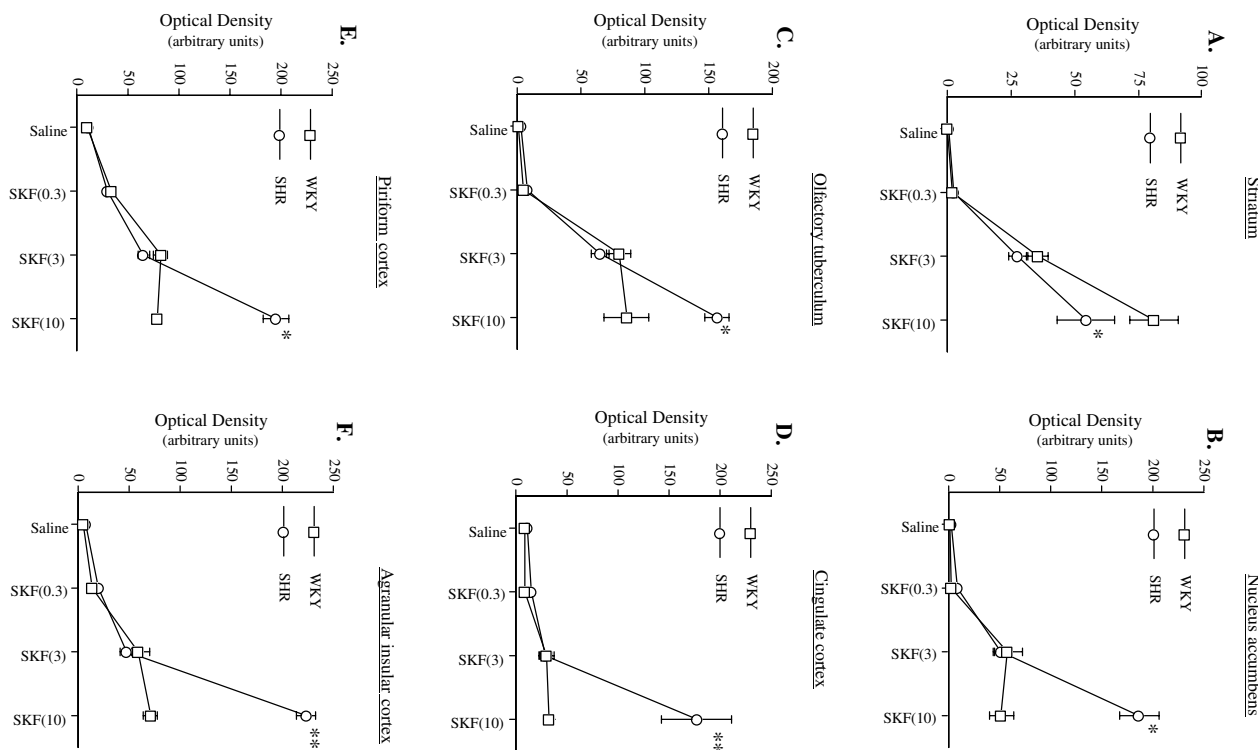 A.
Striatum
Optical Density
(arbitrary units)
100
75
50
25
0
WKY
SHR
*
Saline
SKF(0.3)
SKF(3)
SKF(10)
B.
Nucleus accumbens
Optical Density
(arbitrary units)
250
200
150
100
50
0
WKY
SHR
*
Saline
SKF(0.3)
SKF(3)
SKF(10)
C.
Olfactory tuberculum
Optical Density
(arbitrary units)
200
150
100
50
0
WKY
SHR
*
Saline
SKF(0.3)
SKF(3)
SKF(10)
D.
Cingulate cortex
Optical Density
(arbitrary units)
250
200
150
100
50
0
WKY
SHR
**
Saline
SKF(0.3)
SKF(3)
SKF(10)
E.
Piriform cortex
Optical Density
(arbitrary units)
250
200
150
100
50
0
WKY
SHR
*
Saline
SKF(0.3)
SKF(3)
SKF(10)
F.
Agranular insular cortex
Optical Density
(arbitrary units)
250
200
150
100
50
0
WKY
SHR
**
Saline
SKF(0.3)
SKF(3)
SKF(10)